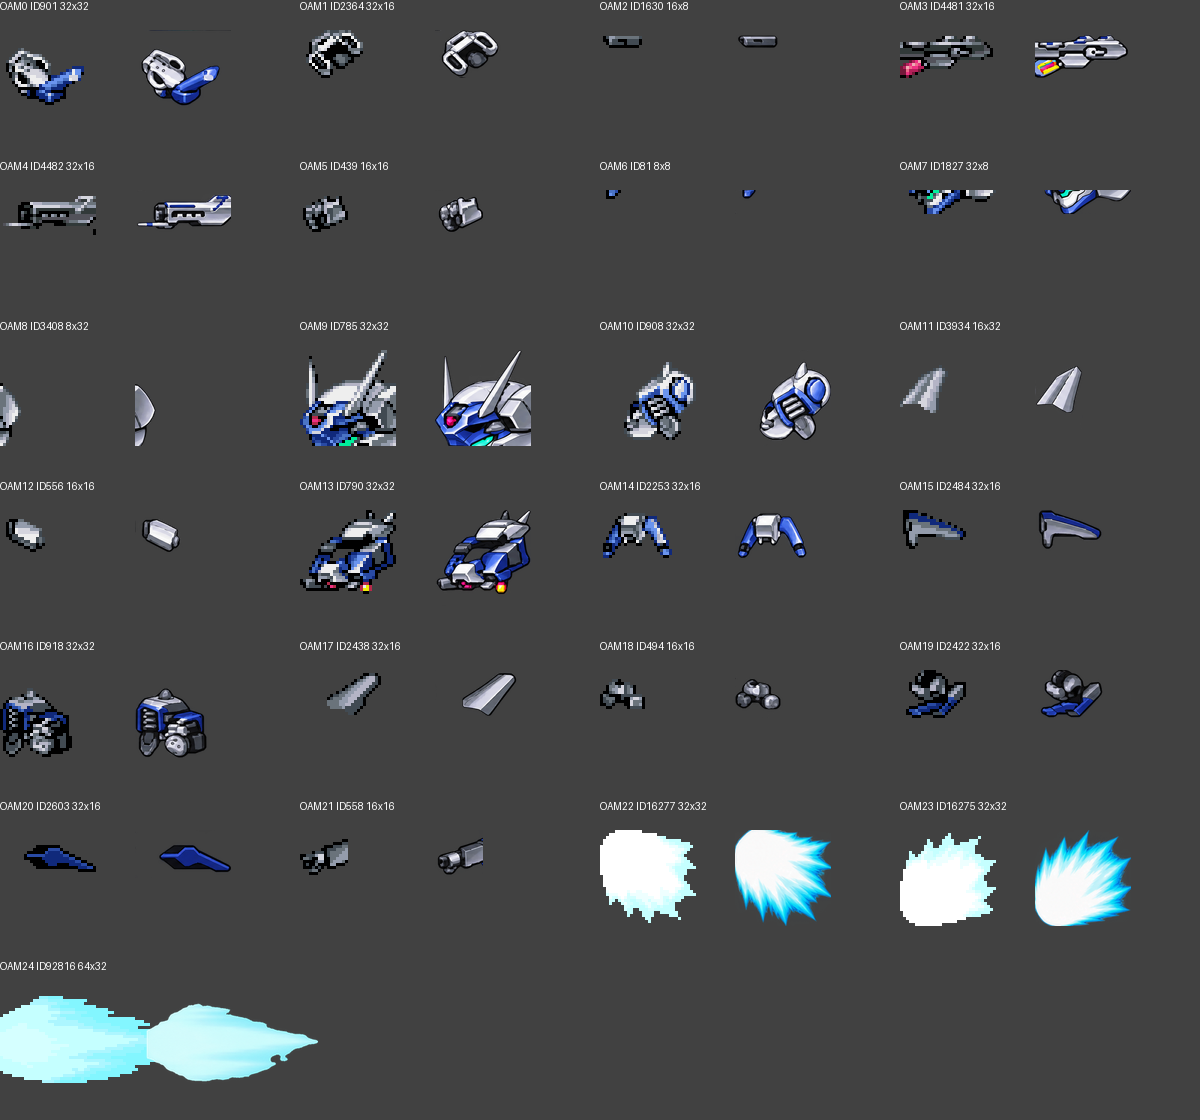 OAM0 ID901 32x32
OAM1 ID2364 32x16
OAM2 ID1630 16x8
OAM3 ID4481 32x16
OAM4 ID4482 32x16
OAM5 ID439 16x16
OAM6 ID81 8x8
OAM7 ID1827 32x8
OAM8 ID3408 8x32
OAM9 ID785 32x32
OAM10 ID908 32x32
OAM11 ID3934 16x32
OAM12 ID556 16x16
OAM13 ID790 32x32
OAM14 ID2253 32x16
OAM15 ID2484 32x16
OAM16 ID918 32x32
OAM17 ID2438 32x16
OAM18 ID494 16x16
OAM19 ID2422 32x16
OAM20 ID2603 32x16
OAM21 ID558 16x16
OAM22 ID16277 32x32
OAM23 ID16275 32x32
OAM24 ID92816 64x32